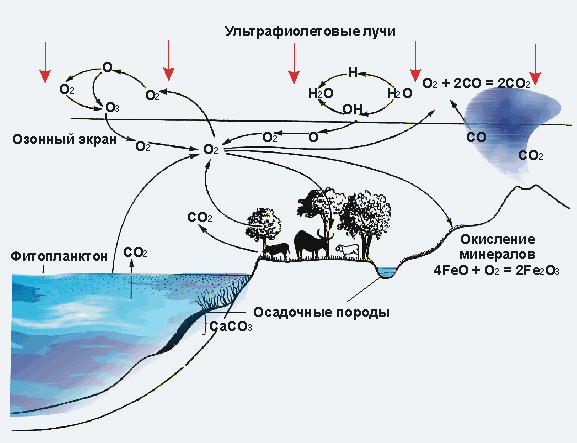 Ультрафиолетовые лучи
O
O₂
O₂
O₃
H
H₂O
H₂O
OH
O₂ + 2CO = 2CO₂
Озонный экран
O₂
O₂
O₂
O
CO
CO₂
CO₂
Фитопланктон
CO₂
Окисление
минералов
4FeO + O₂ = 2Fe₂O₃
Осадочные породы
CaCO₃